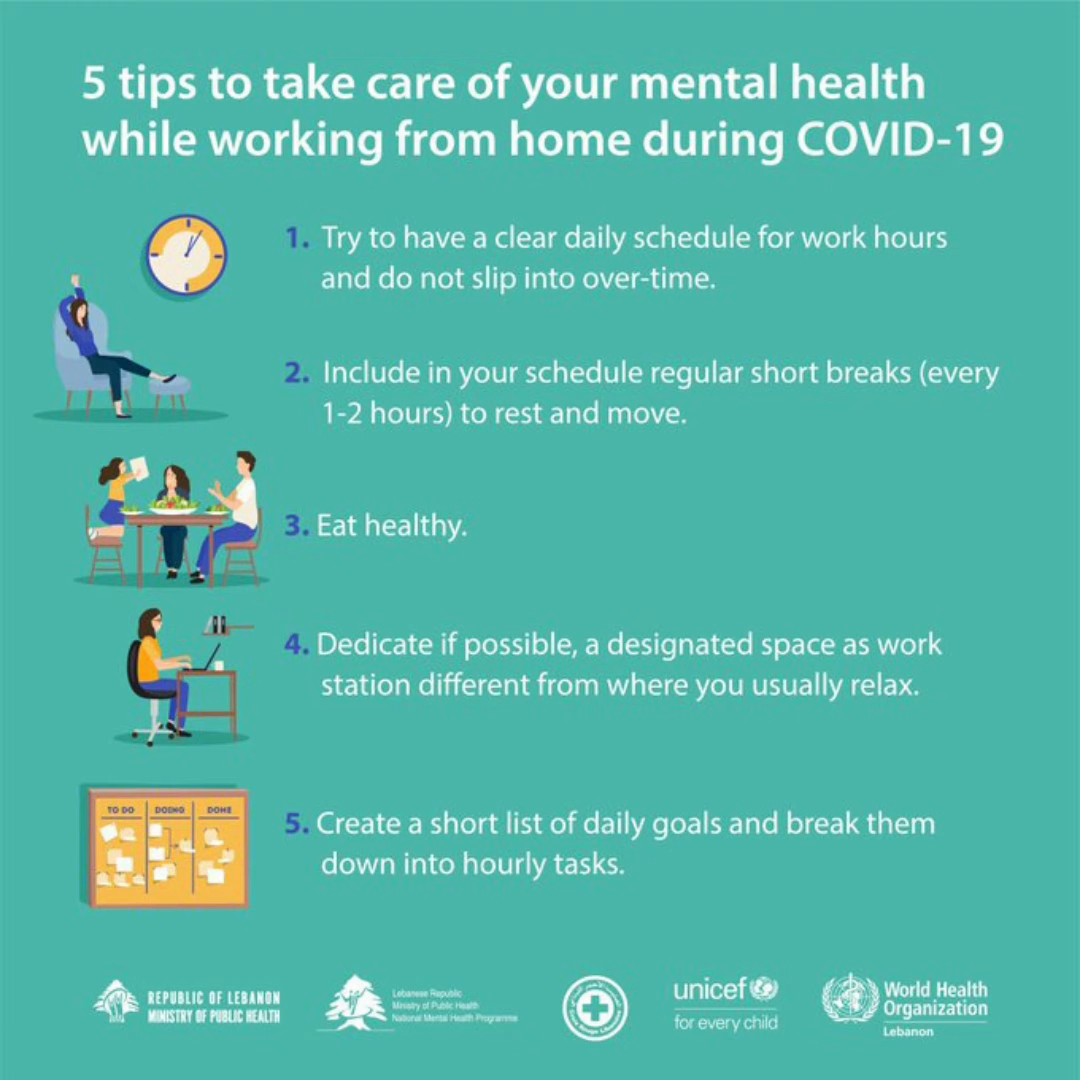 5 tips to take care of your mental health
while working from home during COVID-19
1. Try to have a clear daily schedule for work hours
and do not slip into over-time.
2. Include in your schedule regular short breaks (every
1-2 hours) to rest and move.
3. Eat healthy.
4. Dedicate if possible, a designated space as work
station different from where you usually relax.
TO DO DOING DONE
5. Create a short list of daily goals and break them
down into hourly tasks.
REPUBLIC OF LEBANON
MINISTRY OF PUBLIC HEALTH
Lebanese Republic
Ministry of Public Health
National Mental Health Programme
unicef
for every child
World Health
Organization
Lebanon